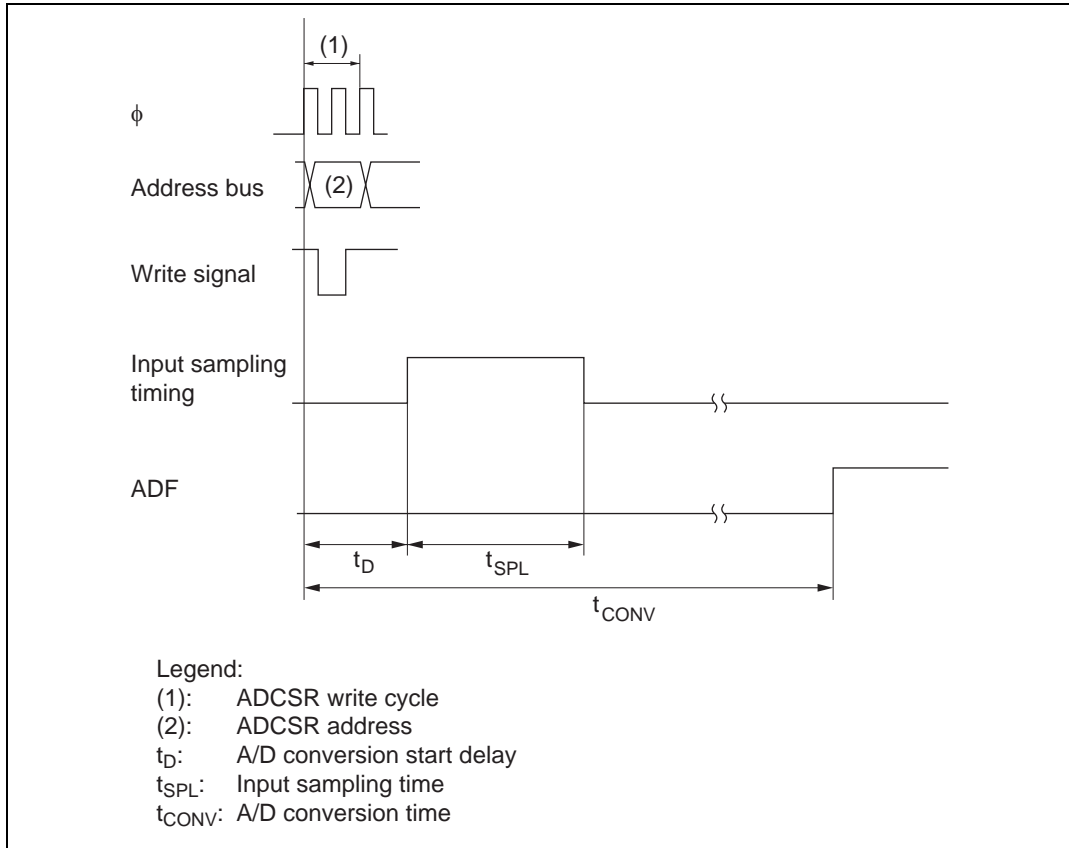 (1)
ϕ
Address bus
(2)
Write signal
Input sampling
timing
ADF
tD
tSPL
tCONV
Legend:
(1): ADCSR write cycle
(2): ADCSR address
tD: A/D conversion start delay
tSPL: Input sampling time
tCONV: A/D conversion time